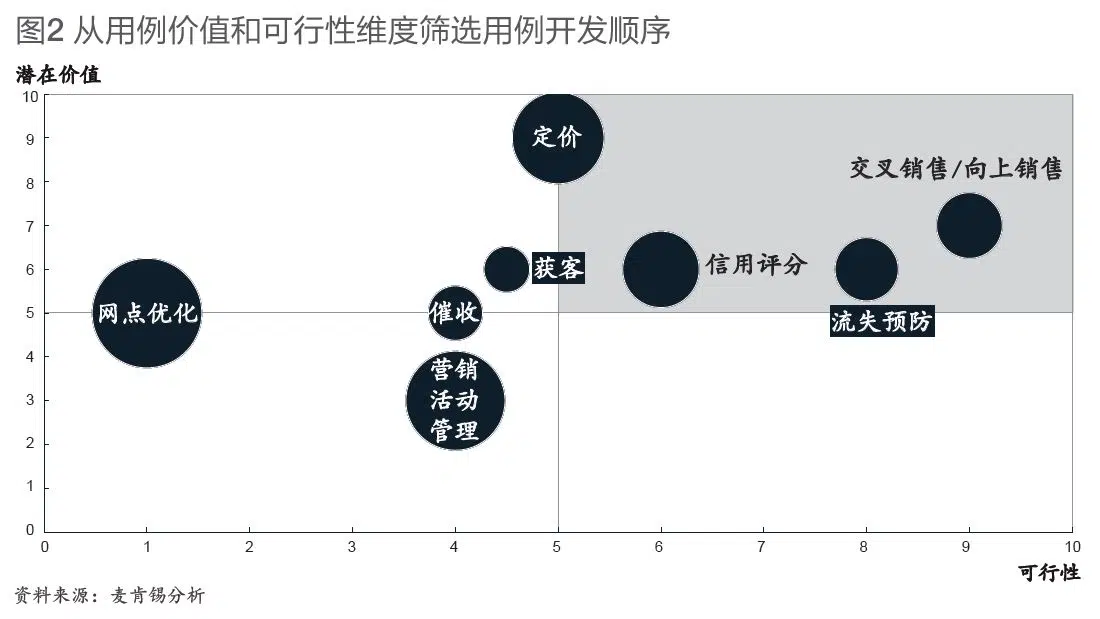 图2 从用例价值和可行性维度筛选用例开发顺序
潜在价值
10
9
8
7
6
5
4
3
2
1
0
定价
交叉销售/向上销售
获客
信用评分
流失预防
网点优化
催收
营销
活动
管理
0 1 2 3 4 5 6 7 8 9 10
可行性
资料来源：麦肯锡分析